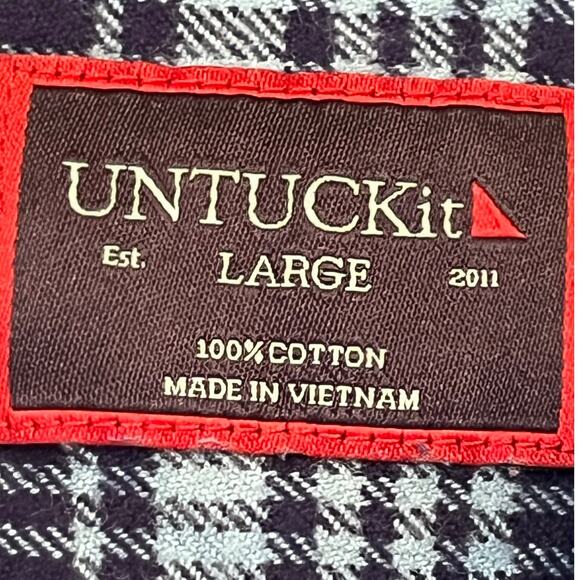 UNTUCKit
Est. LARGE 2011
100% COTTON
MADE IN VIETNAM